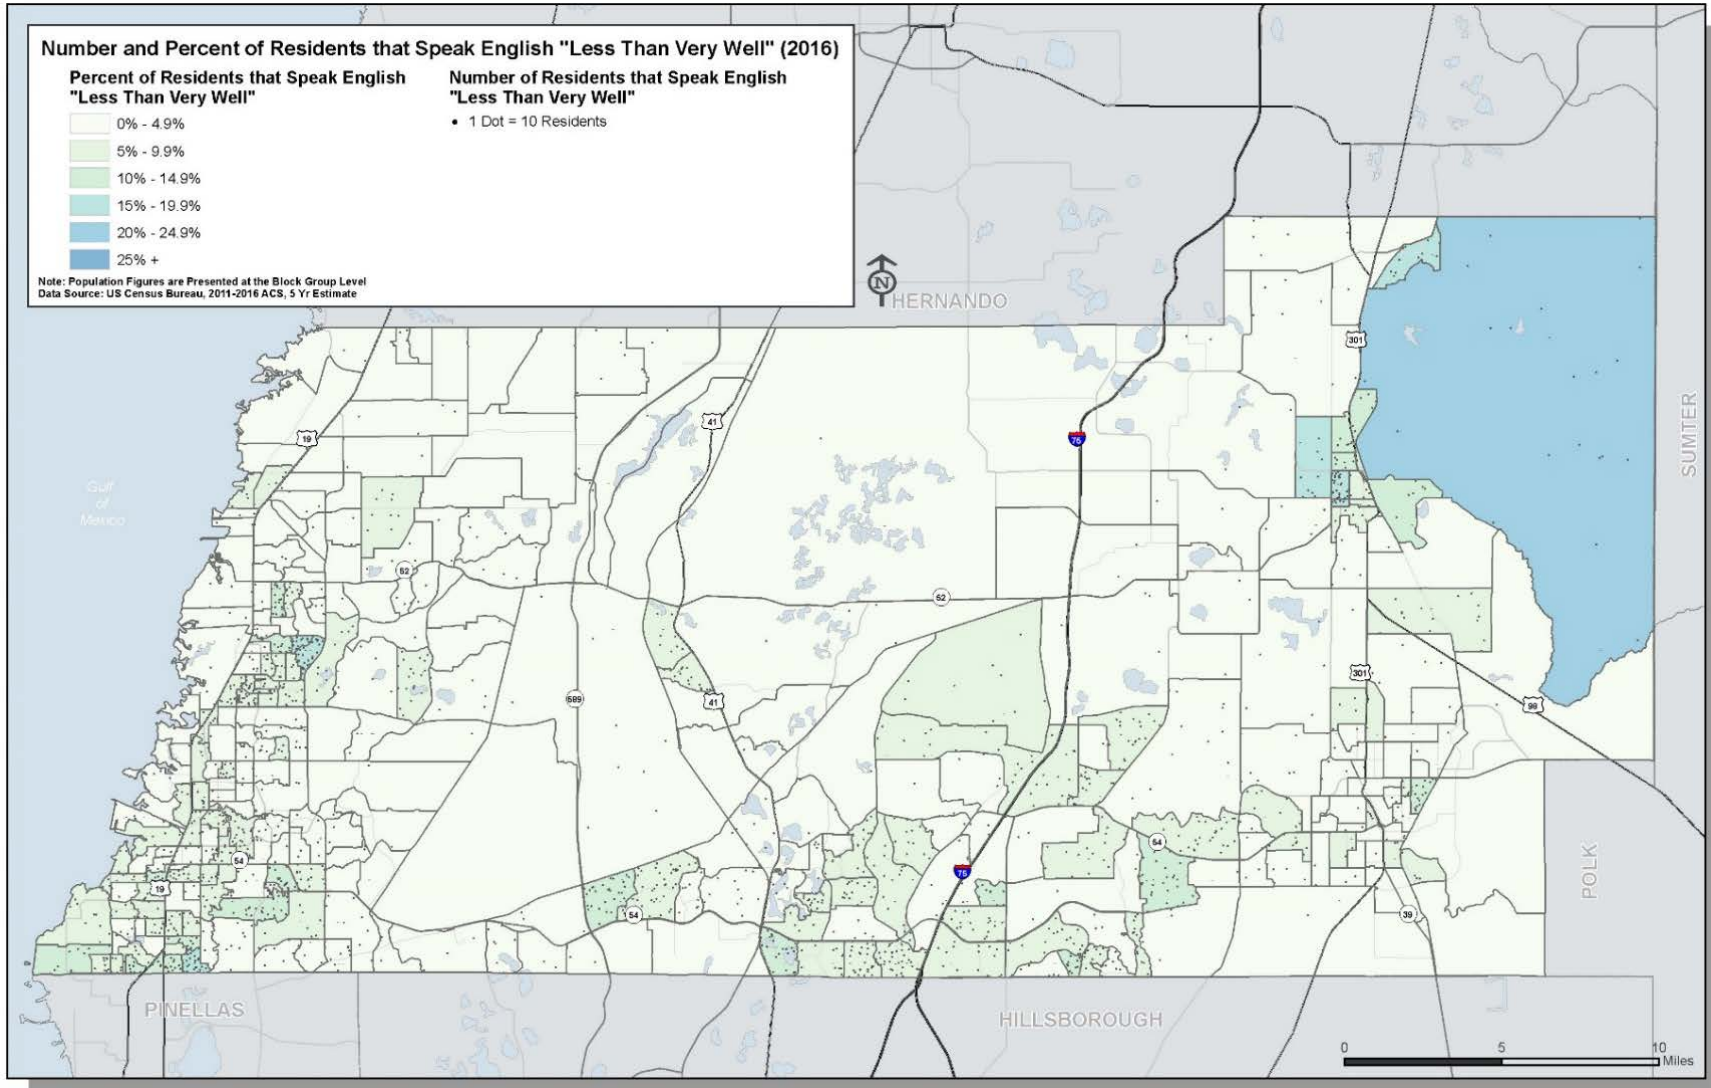 Number and Percent of Residents that Speak English "Less Than Very Well" (2016)
Percent of Residents that Speak English
"Less Than Very Well"
0% - 4.9%
5% - 9.9%
10% - 14.9%
15% - 19.9%
20% - 24.9%
25% +
Number of Residents that Speak English
"Less Than Very Well"
1 Dot = 10 Residents
Note: Population Figures are Presented at the Block Group Level
Data Source: US Census Bureau, 2011-2016 ACS, 5 Yr Estimate
N
HERNANDO
301
SUMTER
41
19
75
Gulf
of
Mexico
52
52
301
589
41
98
54
54
19
75
POLK
54
39
PINELLAS
HILLSBOROUGH
0 5 10
Miles